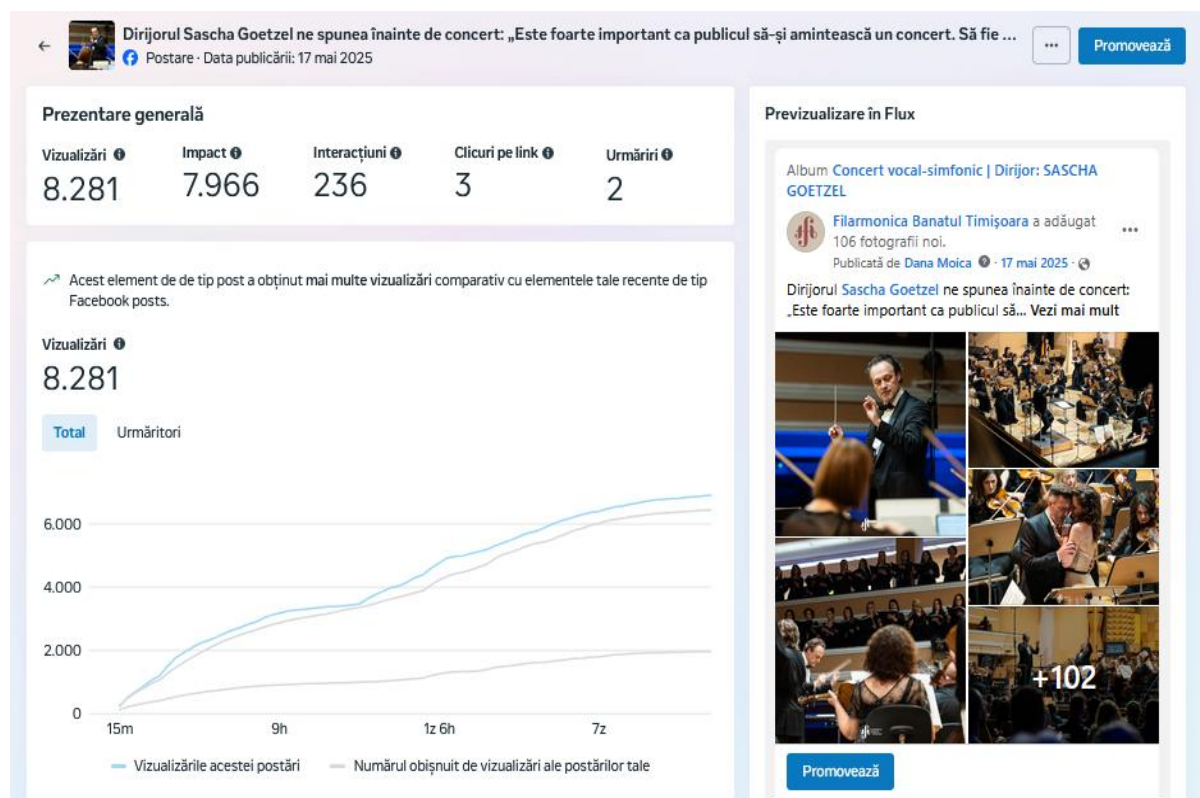 Dirijorul Sascha Goetzel ne spunea înainte de concert: „Este foarte important ca publicul să-și amintească un concert. Să fie ...
Postare · Data publicării: 17 mai 2025
Promovează
Prezentare generală
Vizualizări
8.281
Impact
7.966
Interacțiuni
236
Clicuri pe link
3
Urmăriri
2
Acest element de de tip post a obținut mai multe vizualizări comparativ cu elementele tale recente de tip
Facebook posts.
Vizualizări
8.281
Total
Urmăritori
6.000
4.000
2.000
0
15m
9h
1z 6h
7z
Vizualizările acestei postări
Numărul obișnuit de vizualizări ale postărilor tale
Previzualizare în Flux
Album Concert vocal-simfonic | Dirijor: SASCHA
GOETZEL
Filarmonica Banatul Timișoara a adăugat
106 fotografii noi.
Publicată de Dana Moica · 17 mai 2025 ·
Dirijorul Sascha Goetzel ne spunea înainte de concert:
„Este foarte important ca publicul să... Vezi mai mult
+102
Promovează